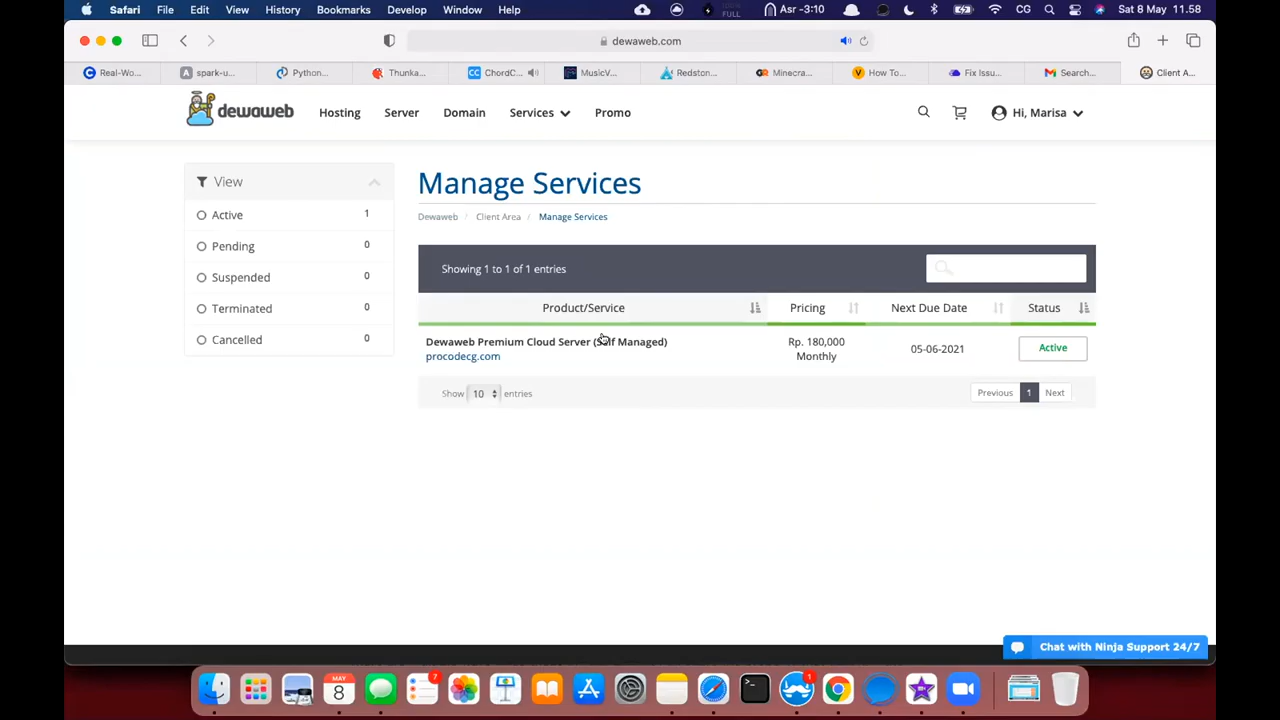 Safari File Edit View History Bookmarks Develop Window Help FULL Asr -3:10 CG Sat 8 May 11.58
dewaweb.com
Real-Wo... spark-u... Python... Thunka... ChordC... MusicV... Redston... Minecra... How To... Fix Issu... Search... Client A...
dewaweb Hosting Server Domain Services Promo Hi, Marisa
View
Active 1
Pending 0
Suspended 0
Terminated 0
Cancelled 0
Manage Services
Dewaweb / Client Area / Manage Services
Showing 1 to 1 of 1 entries
Product/Service Pricing Next Due Date Status
Dewaweb Premium Cloud Server (Self Managed) Rp. 180,000 05-06-2021 Active
procodecg.com Monthly
Show 10 entries Previous 1 Next
Chat with Ninja Support 24/7
MAY 7 1
8